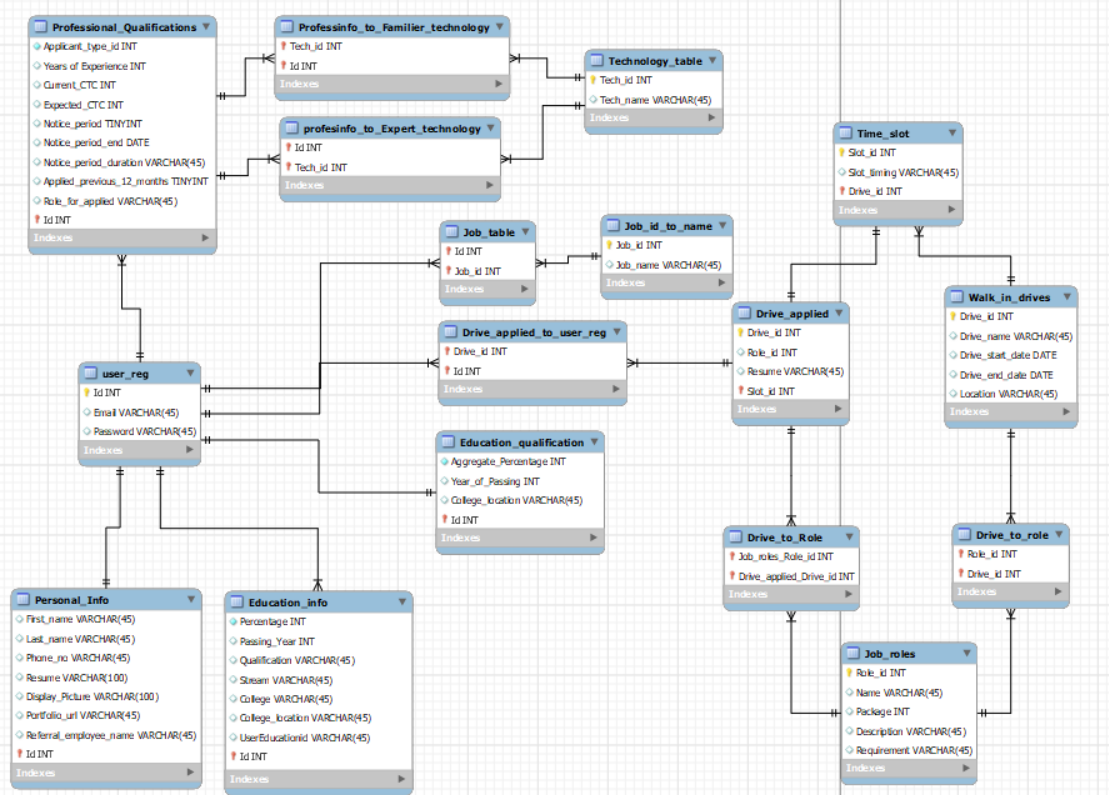 Professional_Qualifications
Applicant_type_id INT
Years of Experience INT
Current_CTC INT
Expected_CTC INT
Notice_period TINYINT
Notice_period_end DATE
Notice_period_duration VARCHAR(45)
Applied_previous_12_months TINYINT
Role_for_applied VARCHAR(45)
Id INT
Indexes
Professinfo_to_Familier_technology
Tech_id INT
Id INT
Indexes
Technology_table
Tech_id INT
Tech_name VARCHAR(45)
Indexes
profesinfo_to_Expert_technology
Id INT
Tech_id INT
Indexes
Time_slot
Slot_id INT
Slot_timing VARCHAR(45)
Drive_id INT
Indexes
Job_table
Id INT
Job_id INT
Indexes
Job_id_to_name
Job_id INT
Job_name VARCHAR(45)
Indexes
Drive_applied_to_user_reg
Drive_id INT
Id INT
Indexes
Drive_applied
Drive_id INT
Role_id INT
Resume VARCHAR(45)
Slot_id INT
Indexes
Walk_in_drives
Drive_id INT
Drive_name VARCHAR(45)
Drive_start_date DATE
Drive_end_date DATE
Location VARCHAR(45)
Indexes
user_reg
Id INT
Email VARCHAR(45)
Password VARCHAR(45)
Indexes
Education_qualification
Aggregate_Percentage INT
Year_of_Passing INT
College_location VARCHAR(45)
Id INT
Indexes
Drive_to_Role
Job_roles_Role_id INT
Drive_applied_Drive_id INT
Indexes
Drive_to_role
Role_id INT
Drive_id INT
Indexes
Personal_Info
First_name VARCHAR(45)
Last_name VARCHAR(45)
Phone_no VARCHAR(45)
Resume VARCHAR(100)
Display_Picture VARCHAR(100)
Portfolio_url VARCHAR(45)
Referral_employee_name VARCHAR(45)
Id INT
Indexes
Education_info
Percentage INT
Passing_Year INT
Qualification VARCHAR(45)
Stream VARCHAR(45)
College VARCHAR(45)
College_location VARCHAR(45)
UserEducationid VARCHAR(45)
Id INT
Indexes
Job_roles
Role_id INT
Name VARCHAR(45)
Package INT
Description VARCHAR(45)
Requirement VARCHAR(45)
Indexes